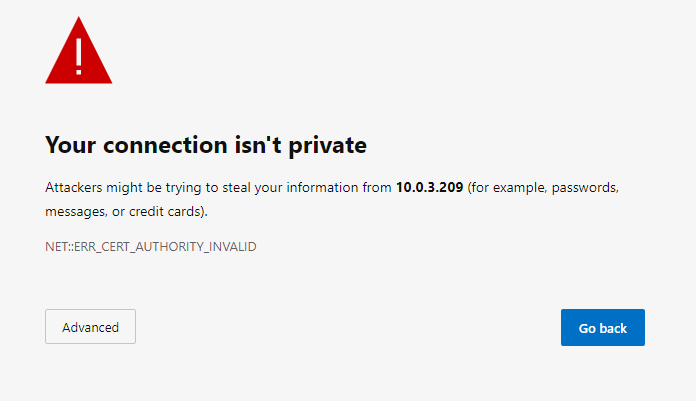 !
Your connection isn't private
Attackers might be trying to steal your information from 10.0.3.209 (for example, passwords,
messages, or credit cards).
NET::ERR_CERT_AUTHORITY_INVALID
Advanced
Go back